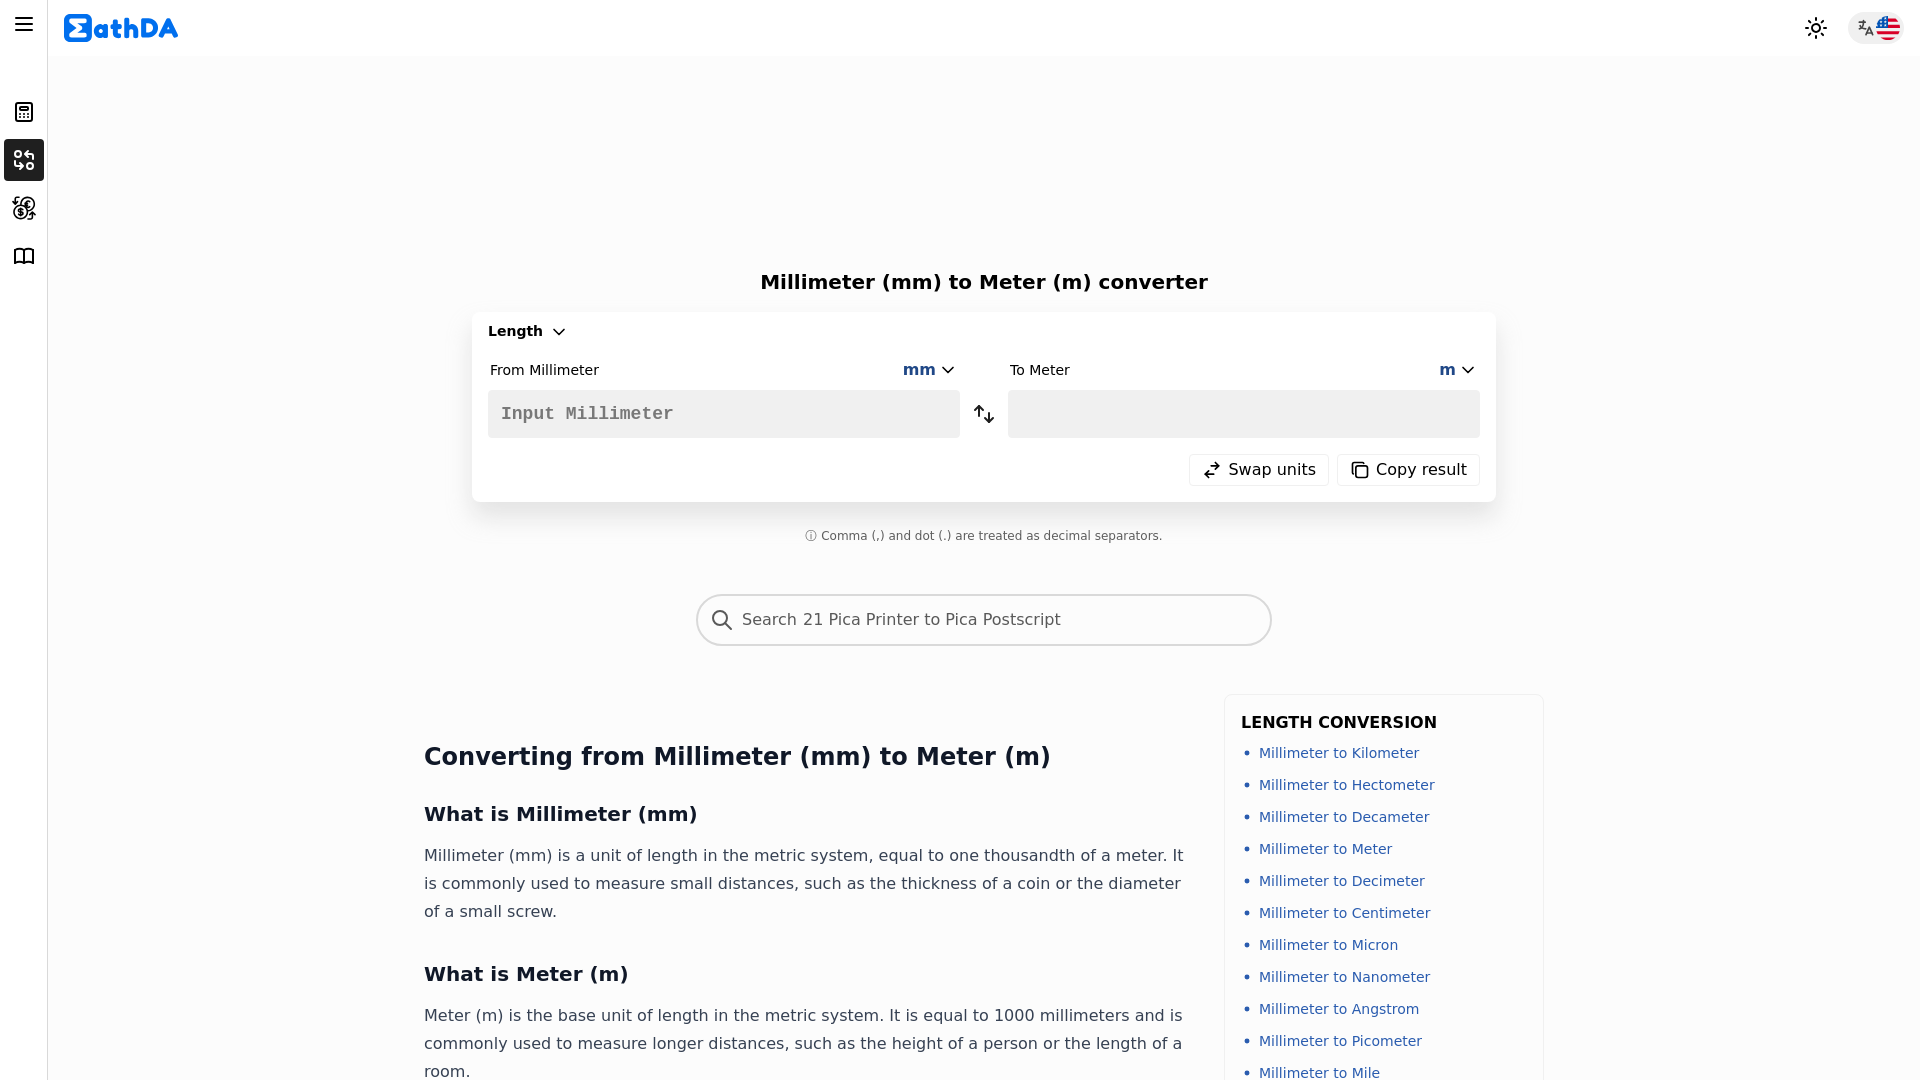 MathDA
Millimeter (mm) to Meter (m) converter
Length
From Millimeter
mm
To Meter
m
Input Millimeter
Swap units
Copy result
ⓘ Comma (,) and dot (.) are treated as decimal separators.
Search 21 Pica Printer to Pica Postscript
Converting from Millimeter (mm) to Meter (m)
What is Millimeter (mm)
Millimeter (mm) is a unit of length in the metric system, equal to one thousandth of a meter. It
is commonly used to measure small distances, such as the thickness of a coin or the diameter
of a small screw.
What is Meter (m)
Meter (m) is the base unit of length in the metric system. It is equal to 1000 millimeters and is
commonly used to measure longer distances, such as the height of a person or the length of a
room.
LENGTH CONVERSION
• Millimeter to Kilometer
• Millimeter to Hectometer
• Millimeter to Decameter
• Millimeter to Meter
• Millimeter to Decimeter
• Millimeter to Centimeter
• Millimeter to Micron
• Millimeter to Nanometer
• Millimeter to Angstrom
• Millimeter to Picometer
• Millimeter to Mile